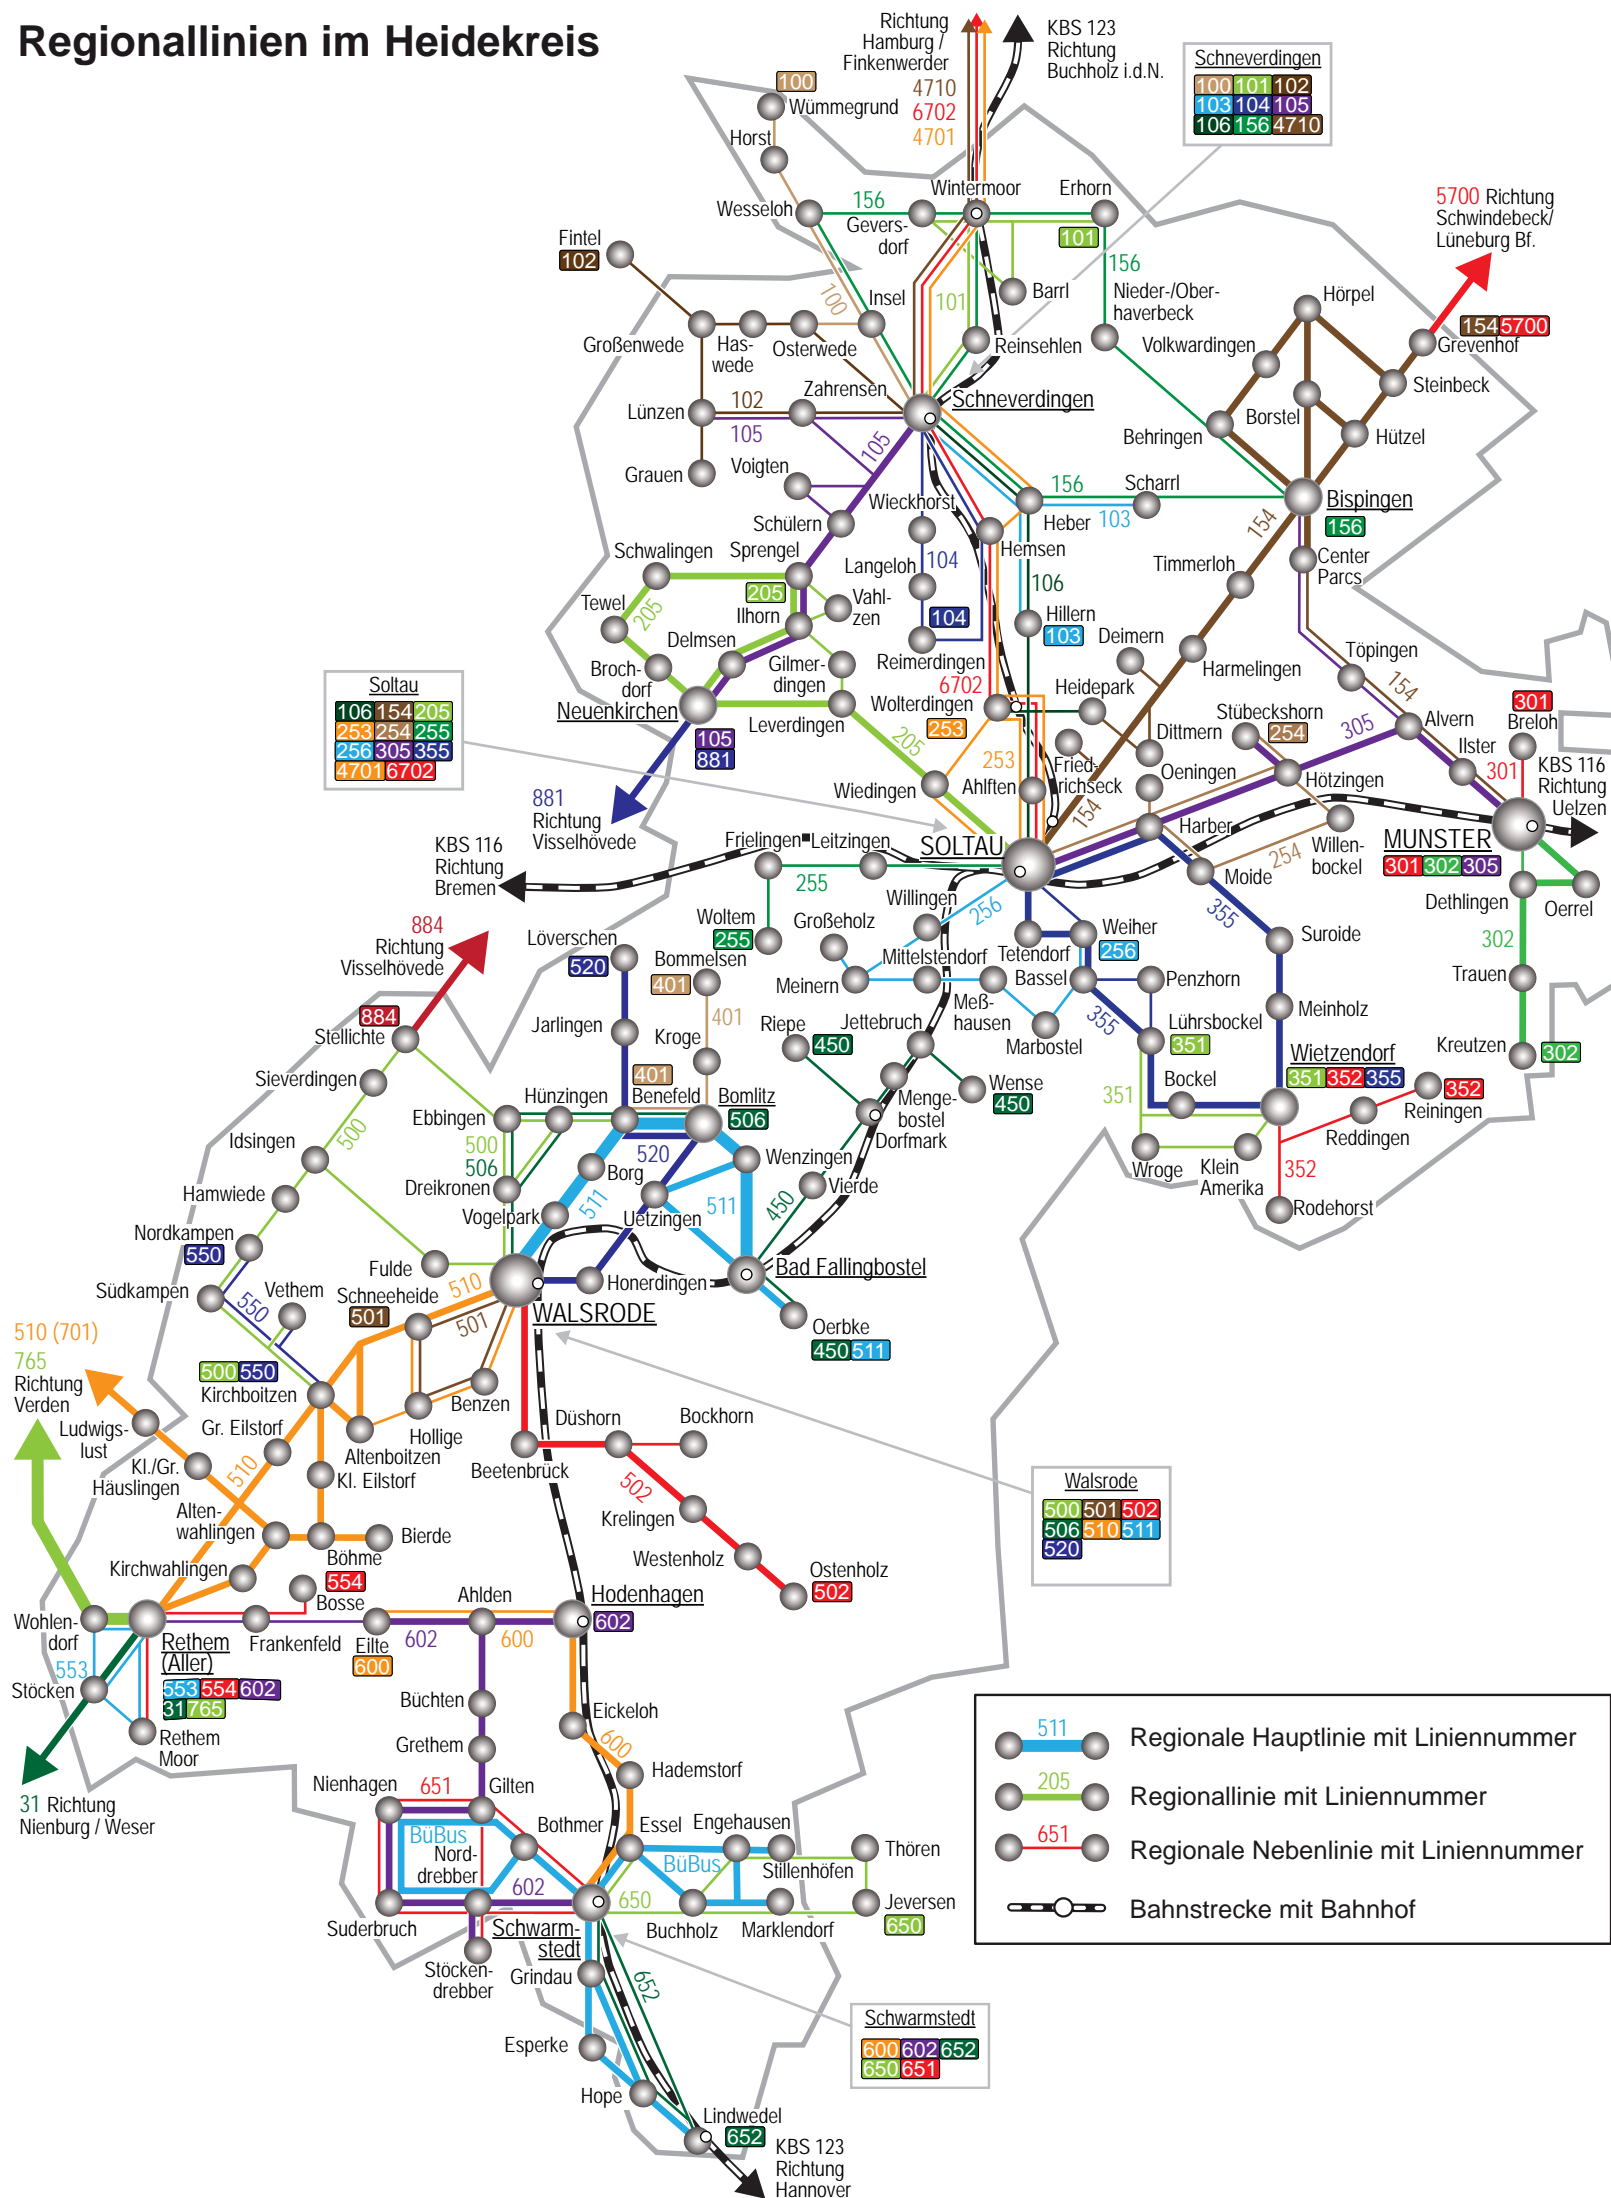 Regionallinien im Heidekreis
Richtung
Hamburg /
Finkenwerder
4710
6702
4701
KBS 123
Richtung
Buchholz i.d.N.
Schneverdingen
100 101 102
103 104 105
106 156 4710
100
Wümmegrund
Horst
Wesseloh
156
Gevers-
dorf
Wintermoor
Erhorn
101
156
5700 Richtung
Schwindebeck/
Lüneburg Bf.
Fintel
102
100
Insel
101
Barrl
Nieder-/Ober-
haverbeck
Hörpel
154 5700
Grevenhof
Großenwede
Has-
wede
Osterwede
Reinsehlen
Volkwardingen
Steinbeck
Zahrensen
Lünzen
102
105
Schneverdingen
Behringen
Borstel
Hützel
Grauen
Voigten
105
Wieckhorst
156
Scharrl
Heber
103
Bispingen
156
Schülern
Schwalingen
Sprengel
Hemsen
154
Center
Parcs
Langeloh
104
Timmerloh
106
205
Tewel
205
Ilhorn
Vahl-
zen
104
Hillern
103
Deimern
Delmsen
Reimerdingen
Harmelingen
Töpingen
Broch-
dorf
Gilmer-
dingen
6702
Wolterdingen
253
Heidepark
154
Soltau
106 154 205
253 254 255
256 305 355
4701 6702
Neuenkirchen
105
881
Leverdingen
205
Stübeckshorn
254
305
Alvern
301
Breloh
Dittmern
253
Fried-
richseck
Ilster
301
KBS 116
Richtung
Uelzen
Wiedingen
Ahlften
Oeningen
Hötzingen
881
Richtung
Visselhövede
154
Harber
MUNSTER
301 302 305
KBS 116
Richtung
Bremen
Frielingen
Leitzingen
SOLTAU
254
Willen-
bockel
255
Moide
Dethlingen
Oerrel
Willingen
256
355
884
Richtung
Visselhövede
Woltem
255
Großeholz
Weiher
256
Suroide
302
Löverschen
520
Bommelsen
401
Mittelstendorf
Tetendorf
Meinern
Bassel
Penzhorn
Trauen
401
Meß-
hausen
355
Meinholz
884
Stellichte
Jarlingen
Kroge
Riepe
450
Jettebruch
Marbostel
Lührsbockel
351
Kreutzen
302
Wietzendorf
351 352 355
Sieverdingen
401
Wense
450
351
Bockel
352
Reiningen
Hünzingen
Benefeld
Bomlitz
506
Menge-
bostel
Ebbingen
Dorfmark
Reddingen
Idsingen
500
500
506
520
Wenzingen
Wroge
Klein
Amerika
352
Borg
Dreikronen
Vierde
Hamwiede
511
511
450
Rodehorst
Vogelpark
Uetzingen
Nordkampen
550
Fulde
Bad Fallingbostel
Honerdingen
Südkampen
Vethem
510
Schneeheide
501
550
501
WALSRODE
Oerbke
450 511
510 (701)
765
Richtung
Verden
500 550
Kirchboitzen
Benzen
Ludwigs-
lust
Gr. Eilstorf
Hollige
Düshorn
Bockhorn
Altenboitzen
Kl./Gr.
Häuslingen
510
Kl. Eilstorf
Beetenbrück
502
Walsrode
500 501 502
506 510 511
520
Krelingen
Alten-
wahlingen
Bierde
Böhme
554
Westenholz
Kirchwahlingen
Ostenholz
502
Bosse
Ahlden
Hodenhagen
602
Wohlen-
dorf
Rethem
(Aller)
553 554 602
31 765
Frankenfeld
Eilte
600
602
600
553
Stöcken
Büchten
Eickeloh
Rethem
Moor
Grethem
600
Hademstorf
31 Richtung
Nienburg / Weser
Nienhagen
651
Gilten
Bothmer
Essel
Engehausen
BüBus
Nord-
drebber
Thören
BüBus
Stillenhöfen
602
650
Suderbruch
Schwarm-
stedt
Buchholz
Marklendorf
Jeversen
650
Stöcken-
drebber
Grindau
652
Schwarmstedt
600 602 652
650 651
Esperke
Hope
Lindwedel
652
KBS 123
Richtung
Hannover
511
Regionale Hauptlinie mit Liniennummer
205
Regionallinie mit Liniennummer
651
Regionale Nebenlinie mit Liniennummer
Bahnstrecke mit Bahnhof